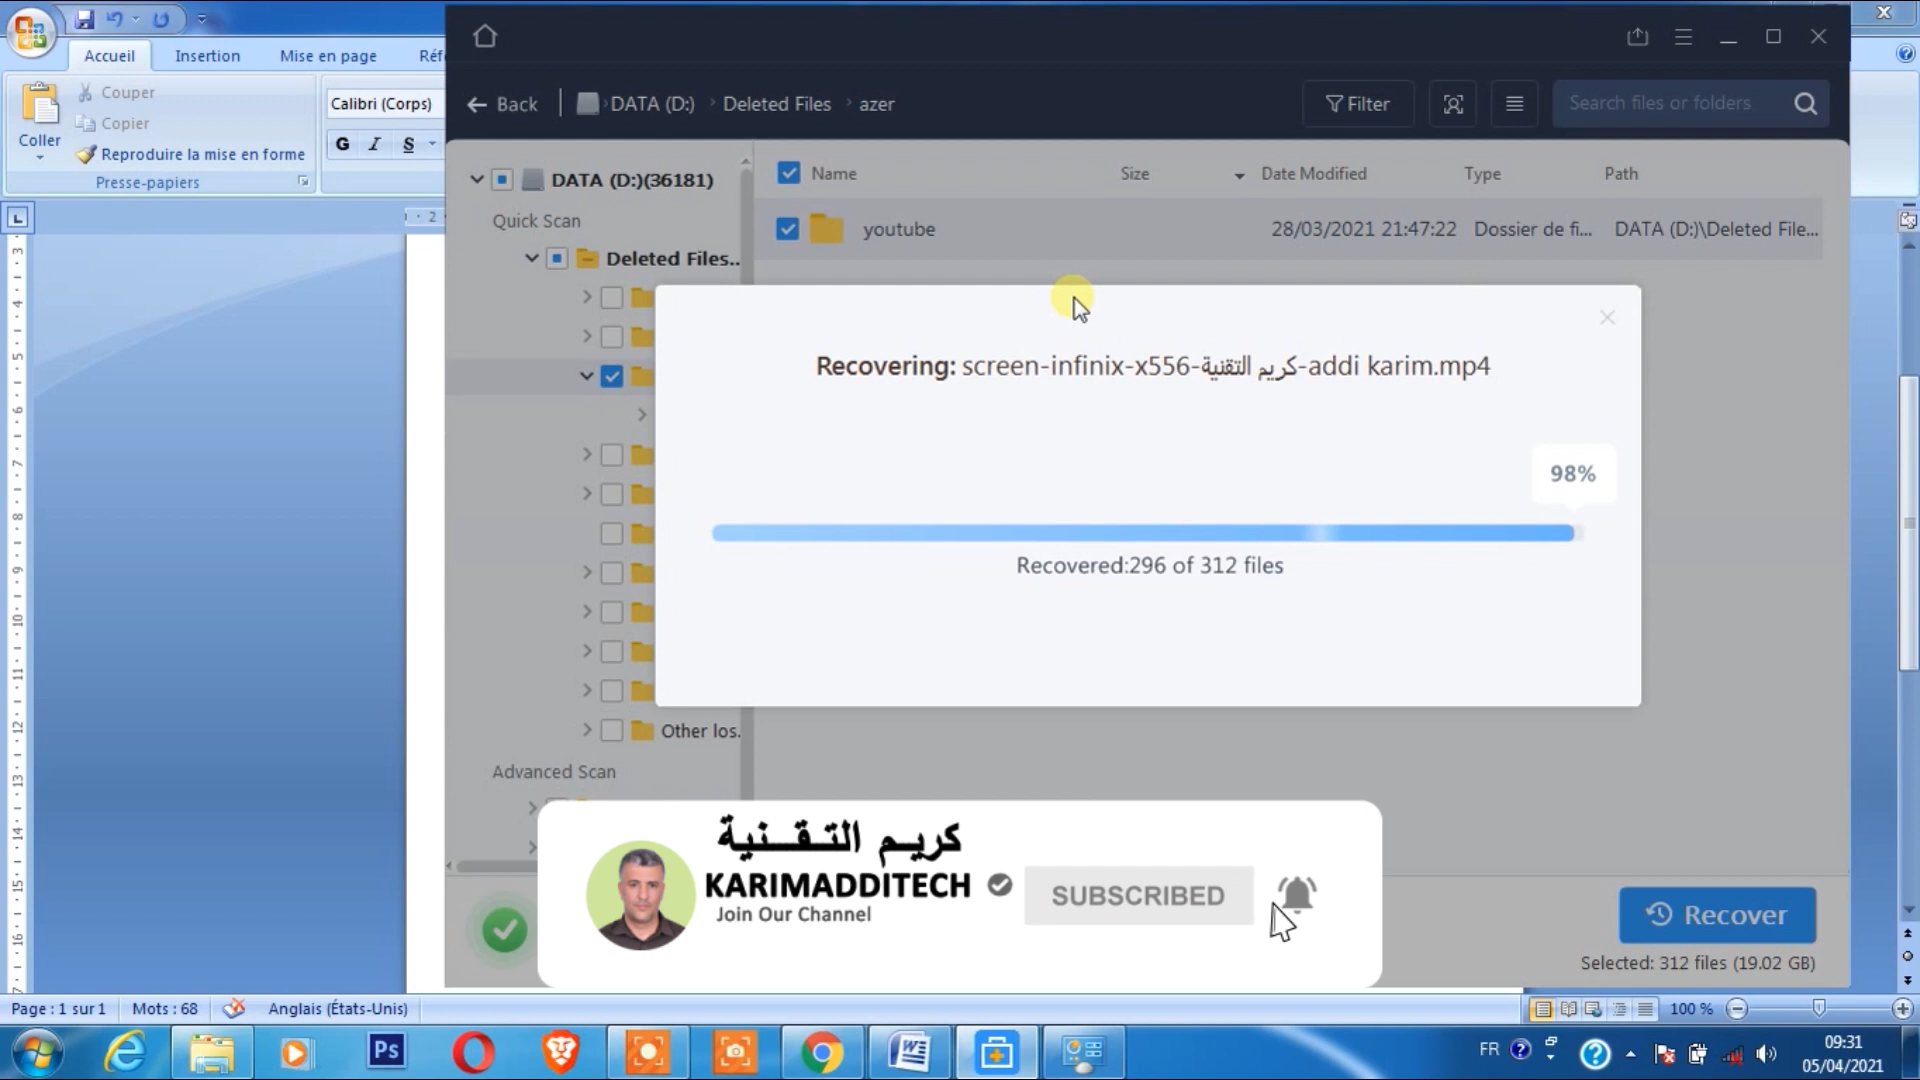 Accueil
Insertion
Mise en page
Réf
Coller
Couper
Copier
Reproduire la mise en forme
Presse-papiers
Calibri (Corps)
G I S
Back
DATA (D:)
Deleted Files
azer
Filter
Search files or folders
DATA (D:)(36181)
Quick Scan
Deleted Files..
Other los.
Advanced Scan
Name
Size
Date Modified
Type
Path
youtube
28/03/2021 21:47:22
Dossier de fi...
DATA (D:)\Deleted File...
Recovering: screen-infinix-x556-كريم التقنية-addi karim.mp4
98%
Recovered:296 of 312 files
كريم التقنية
KARIMADDITECH
Join Our Channel
SUBSCRIBED
Recover
Selected: 312 files (19.02 GB)
Page : 1 sur 1
Mots : 68
Anglais (États-Unis)
100 %
Ps
FR
09:31
05/04/2021